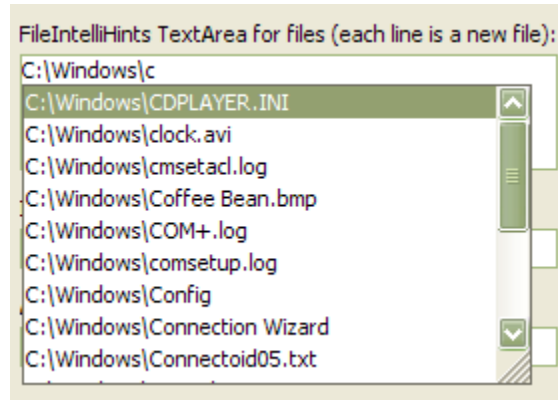 FileIntelliHints TextArea for files (each line is a new file):
C:\Windows\c
C:\Windows\CDPLAYER.INI
C:\Windows\clock.avi
C:\Windows\cmsetacl.log
C:\Windows\Coffee Bean.bmp
C:\Windows\COM+.log
C:\Windows\comsetup.log
C:\Windows\Config
C:\Windows\Connection Wizard
C:\Windows\Connectoid05.txt